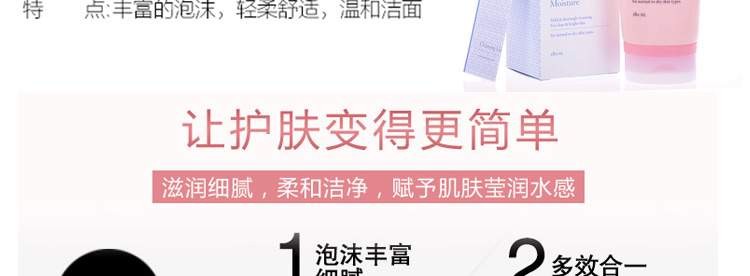 特 点:丰富的泡沫，轻柔舒适，温和洁面
Moisture
让护肤变得更简单
滋润细腻，柔和洁净，赋予肌肤莹润水感
1 泡沫丰富
细腻
2 多效合一